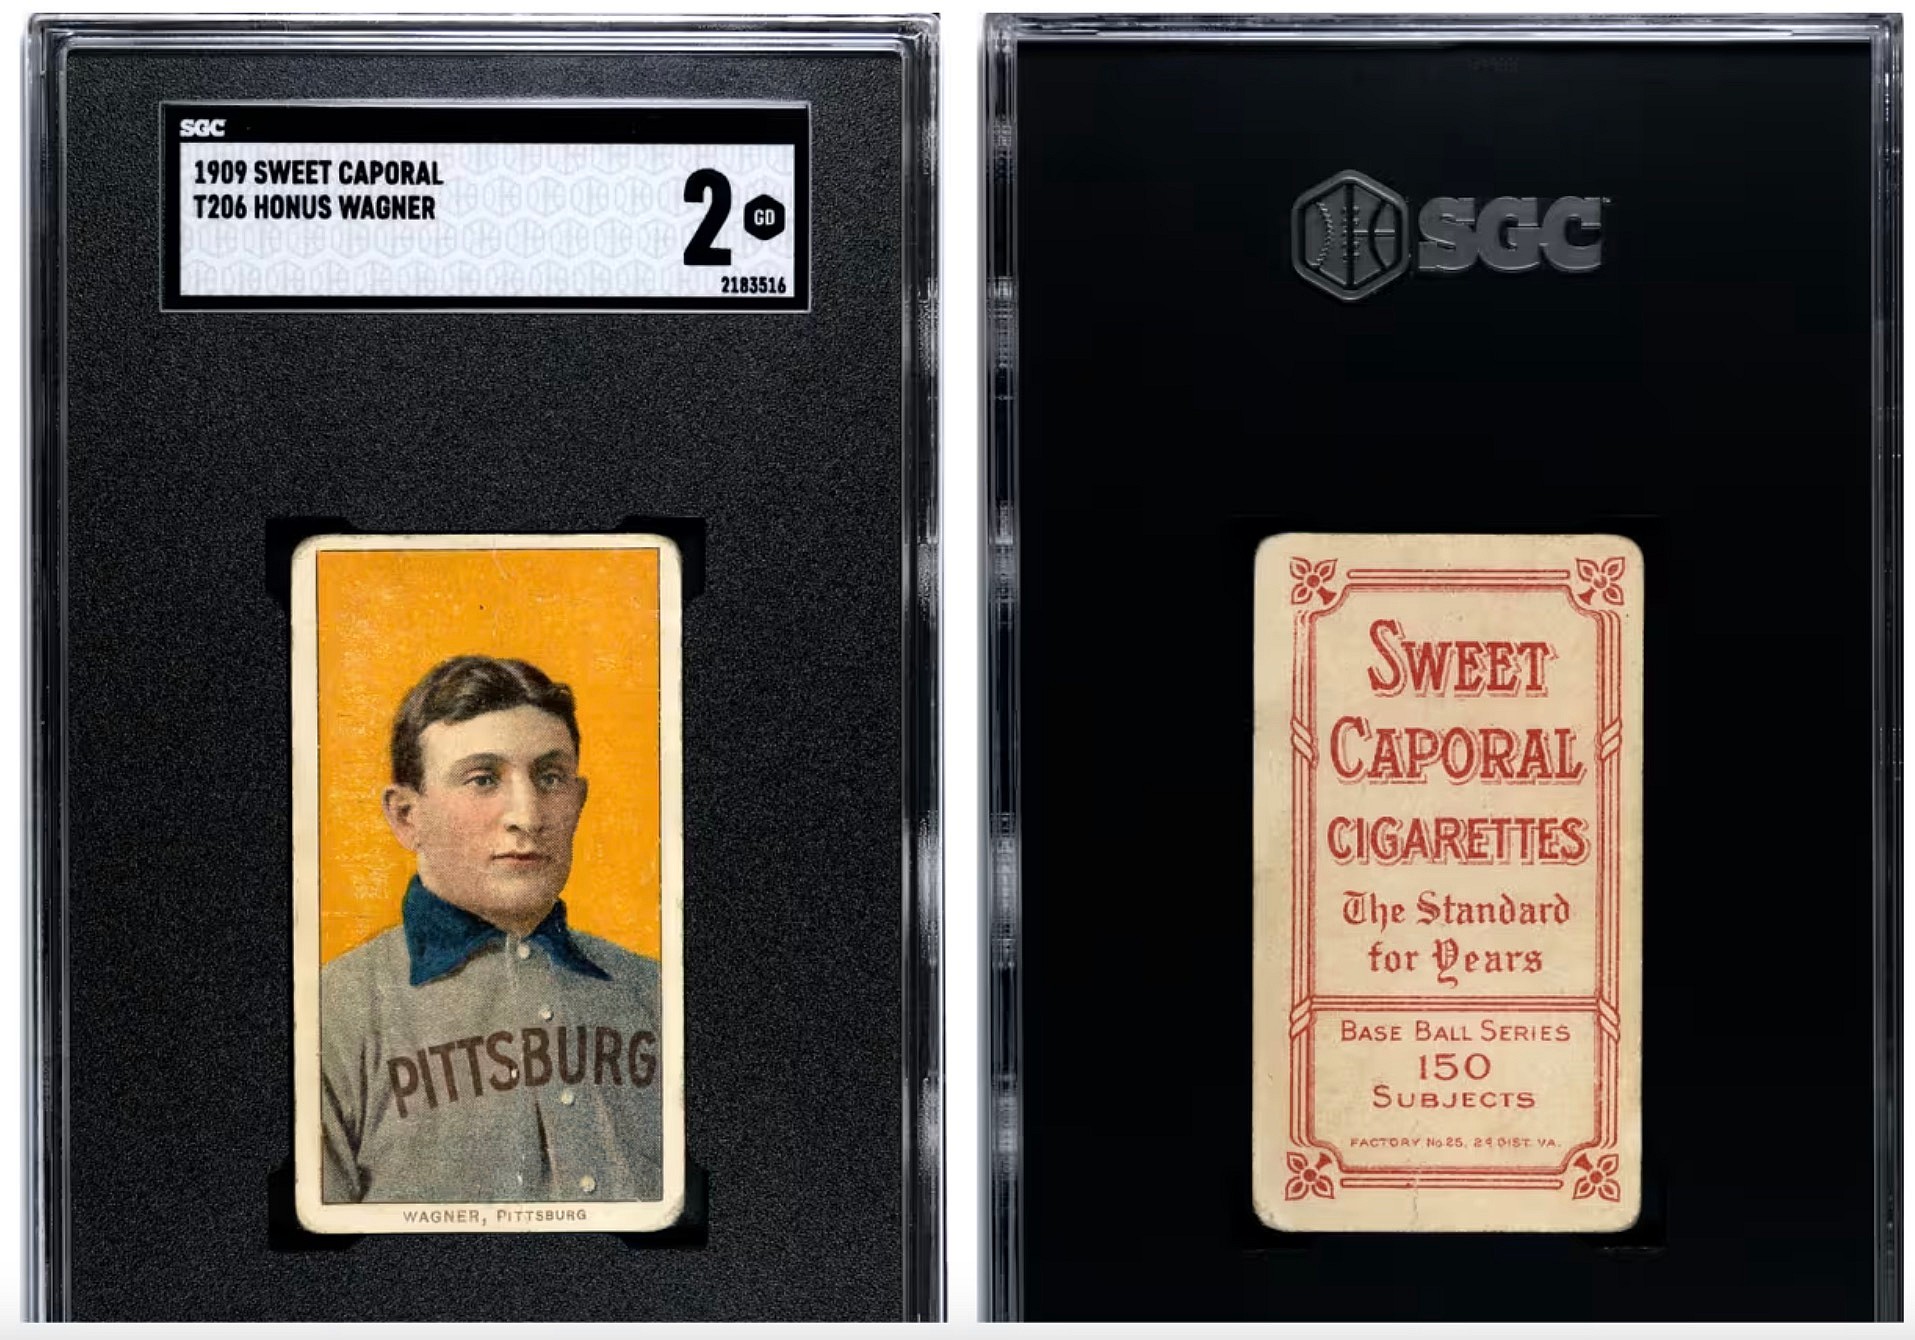 SGC
1909 SWEET CAPORAL
T206 HONUS WAGNER
2 GD
2183516
PITTSBURG
WAGNER, PITTSBURG
SGC
SWEET
CAPORAL
CIGARETTES
The Standard
for Years
BASE BALL SERIES
150
SUBJECTS
FACTORY No. 25, 2d DIST. VA.